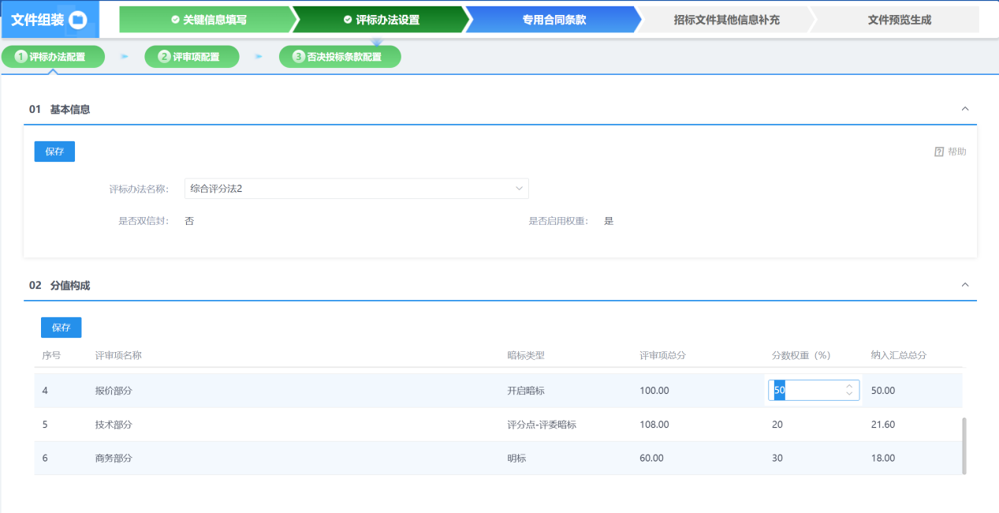 文件组装 关键信息填写 评标办法设置 专用合同条款 招标文件其他信息补充 文件预览生成
1 评标办法配置 2 评审项配置 3 否决投标条款配置
01 基本信息
保存 帮助
评标办法名称： 综合评分法2
是否双信封： 否 是否启用权重： 是
02 分值构成
保存
序号 评审项名称 暗标类型 评审项总分 分数权重（%） 纳入汇总总分
4 报价部分 开启暗标 100.00 50 50.00
5 技术部分 评分点-评委暗标 108.00 20 21.60
6 商务部分 明标 60.00 30 18.00